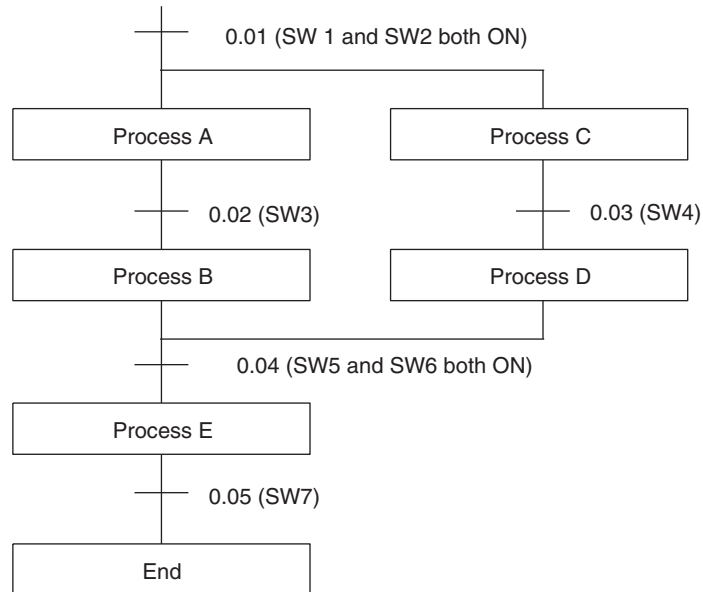 0.01 (SW 1 and SW2 both ON)
Process A
Process C
0.02 (SW3)
0.03 (SW4)
Process B
Process D
0.04 (SW5 and SW6 both ON)
Process E
0.05 (SW7)
End